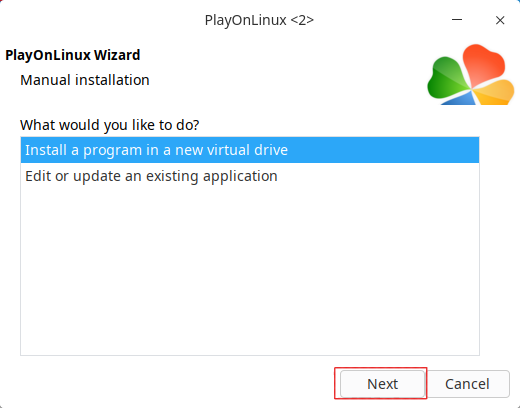 PlayOnLinux <2>
PlayOnLinux Wizard
Manual installation
What would you like to do?
Install a program in a new virtual drive
Edit or update an existing application
Next
Cancel